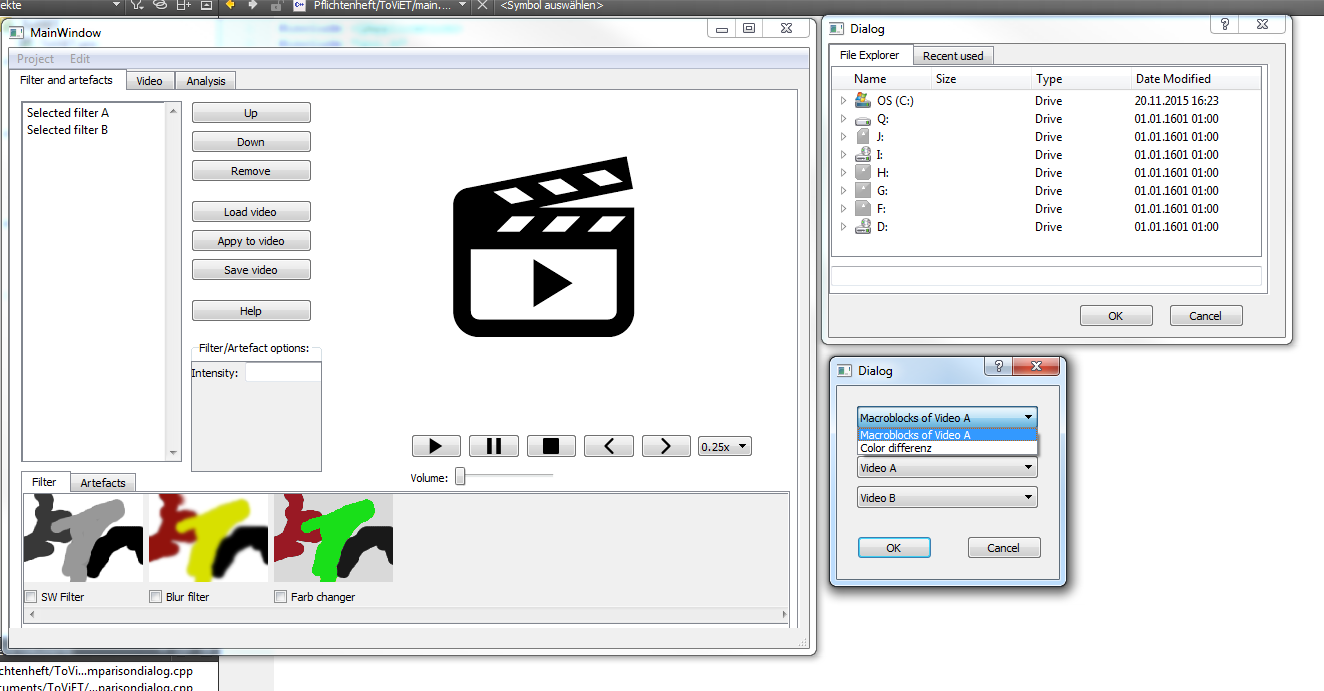 ekte
Pflichtenheft/ToViET/main....
<Symbol auswählen>
MainWindow
Project Edit
Filter and artefacts Video Analysis
Selected filter A
Selected filter B
Up
Down
Remove
Load video
Appy to video
Save video
Help
Filter/Artefact options:
Intensity:
0.25x
Volume:
Filter Artefacts
SW Filter Blur filter Farb changer
Dialog
File Explorer Recent used
Name Size Type Date Modified
OS (C:) Drive 20.11.2015 16:23
Q: Drive 01.01.1601 01:00
J: Drive 01.01.1601 01:00
I: Drive 01.01.1601 01:00
H: Drive 01.01.1601 01:00
G: Drive 01.01.1601 01:00
F: Drive 01.01.1601 01:00
D: Drive 01.01.1601 01:00
OK Cancel
Dialog
Macroblocks of Video A
Macroblocks of Video A
Color differenz
Video A
Video B
OK Cancel
chtenheft/ToVi...mparisondialog.cpp
cuments/ToViET/...parisondialog.cpp